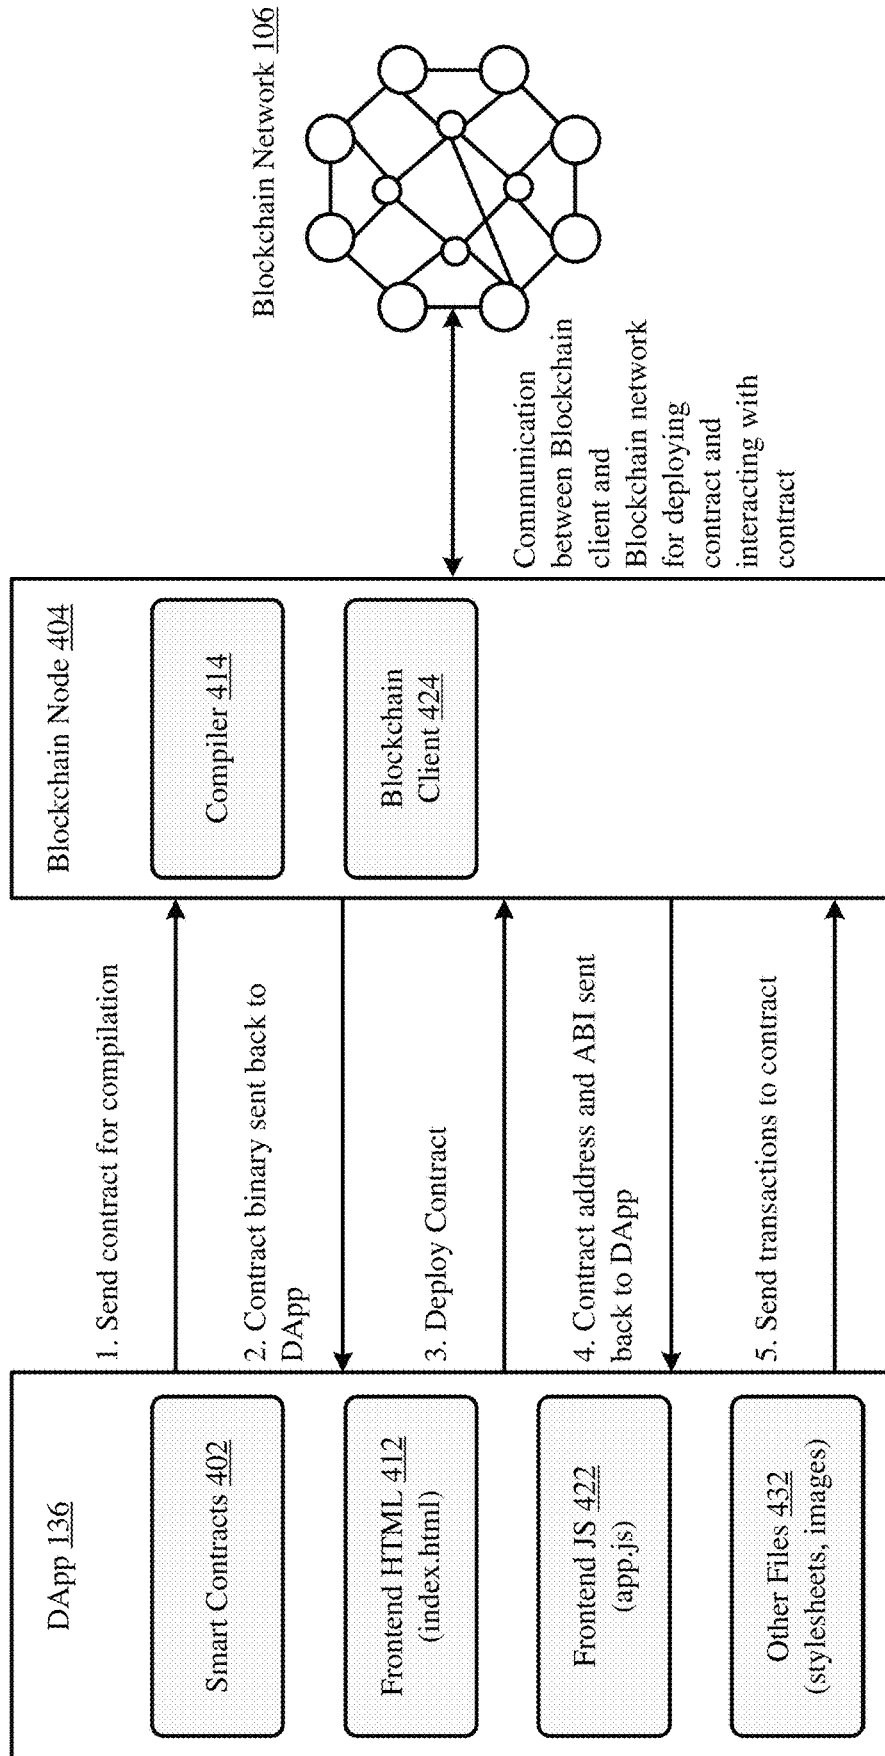 DApp 136
Smart Contracts 402
Frontend HTML 412
(index.html)
Frontend JS 422
(app.js)
Other Files 432
(stylesheets, images)
1. Send contract for compilation
2. Contract binary sent back to
DApp
3. Deploy Contract
4. Contract address and ABI sent
back to DApp
5. Send transactions to contract
Blockchain Node 404
Compiler 414
Blockchain
Client 424
Blockchain Network 106
Communication
between Blockchain
client and
Blockchain network
for deploying
contract and
interacting with
contract